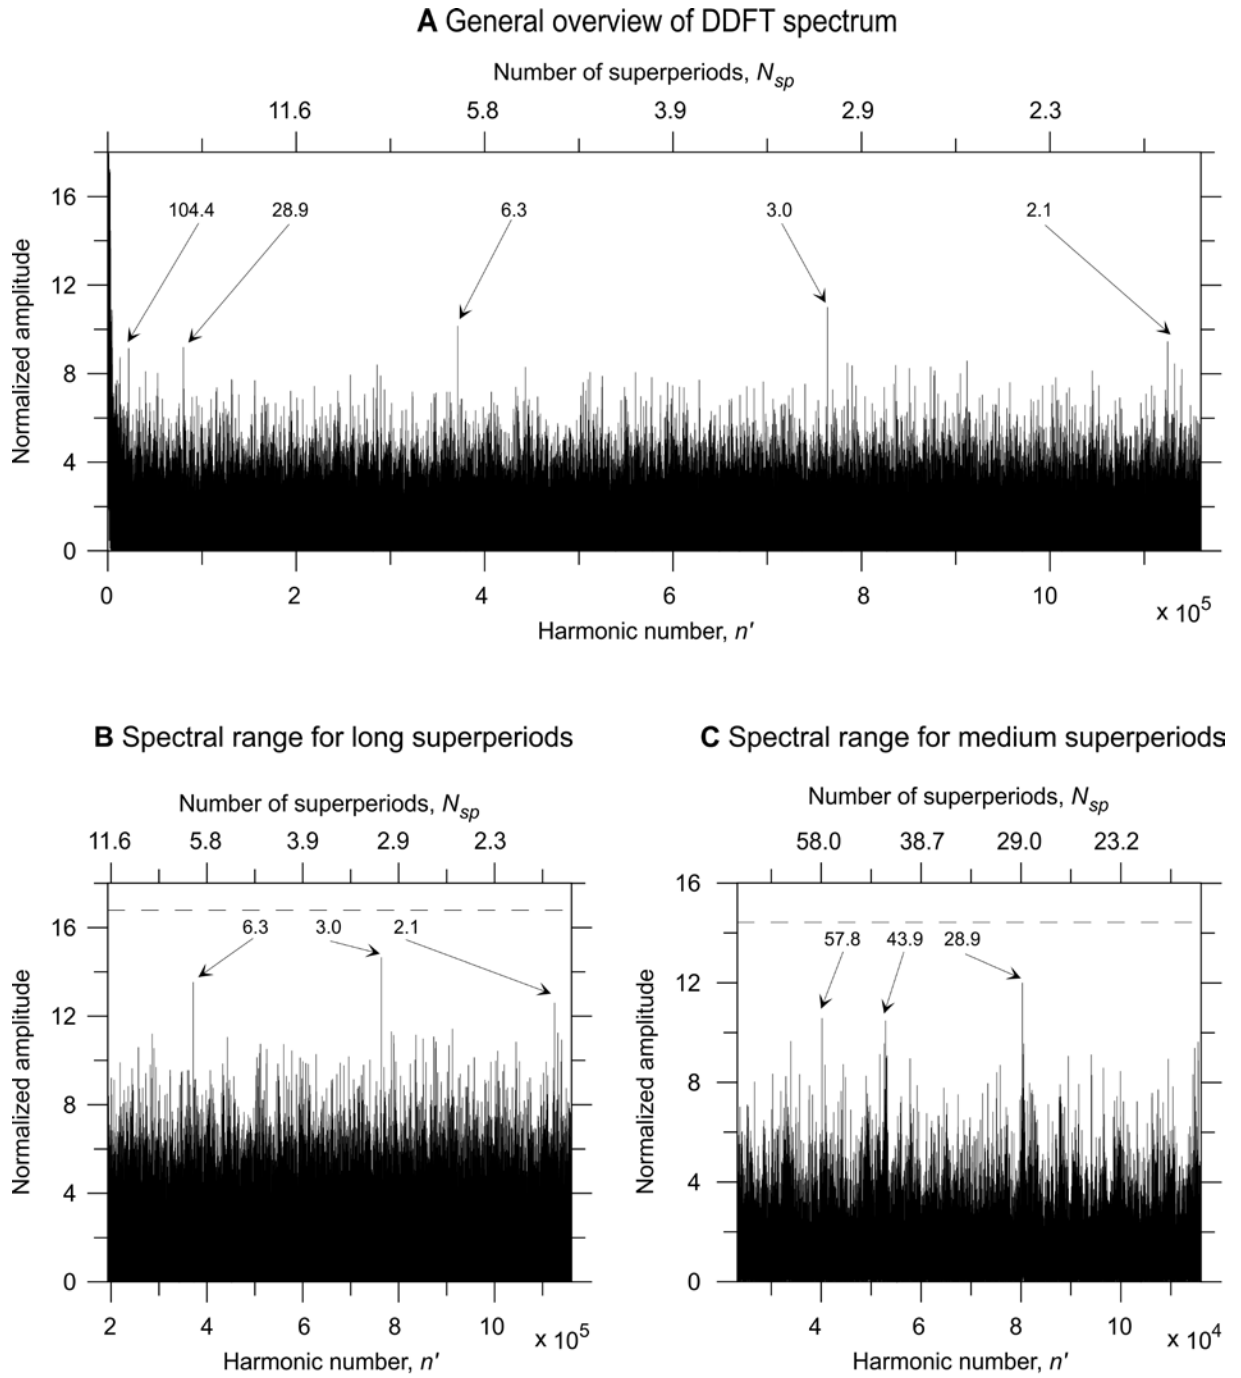 A General overview of DDFT spectrum
Number of superperiods, Nsp
11.6 5.8 3.9 2.9 2.3
16
12
8
4
0
Normalized amplitude
104.4 28.9 6.3 3.0 2.1
0 2 4 6 8 10
x 10⁵
Harmonic number, n'
B Spectral range for long superperiods
Number of superperiods, Nsp
11.6 5.8 3.9 2.9 2.3
16
12
8
4
0
Normalized amplitude
6.3 3.0 2.1
2 4 6 8 10
x 10⁵
Harmonic number, n'
C Spectral range for medium superperiods
Number of superperiods, Nsp
58.0 38.7 29.0 23.2
16
12
8
4
0
Normalized amplitude
57.8 43.9 28.9
4 6 8 10
x 10⁴
Harmonic number, n'